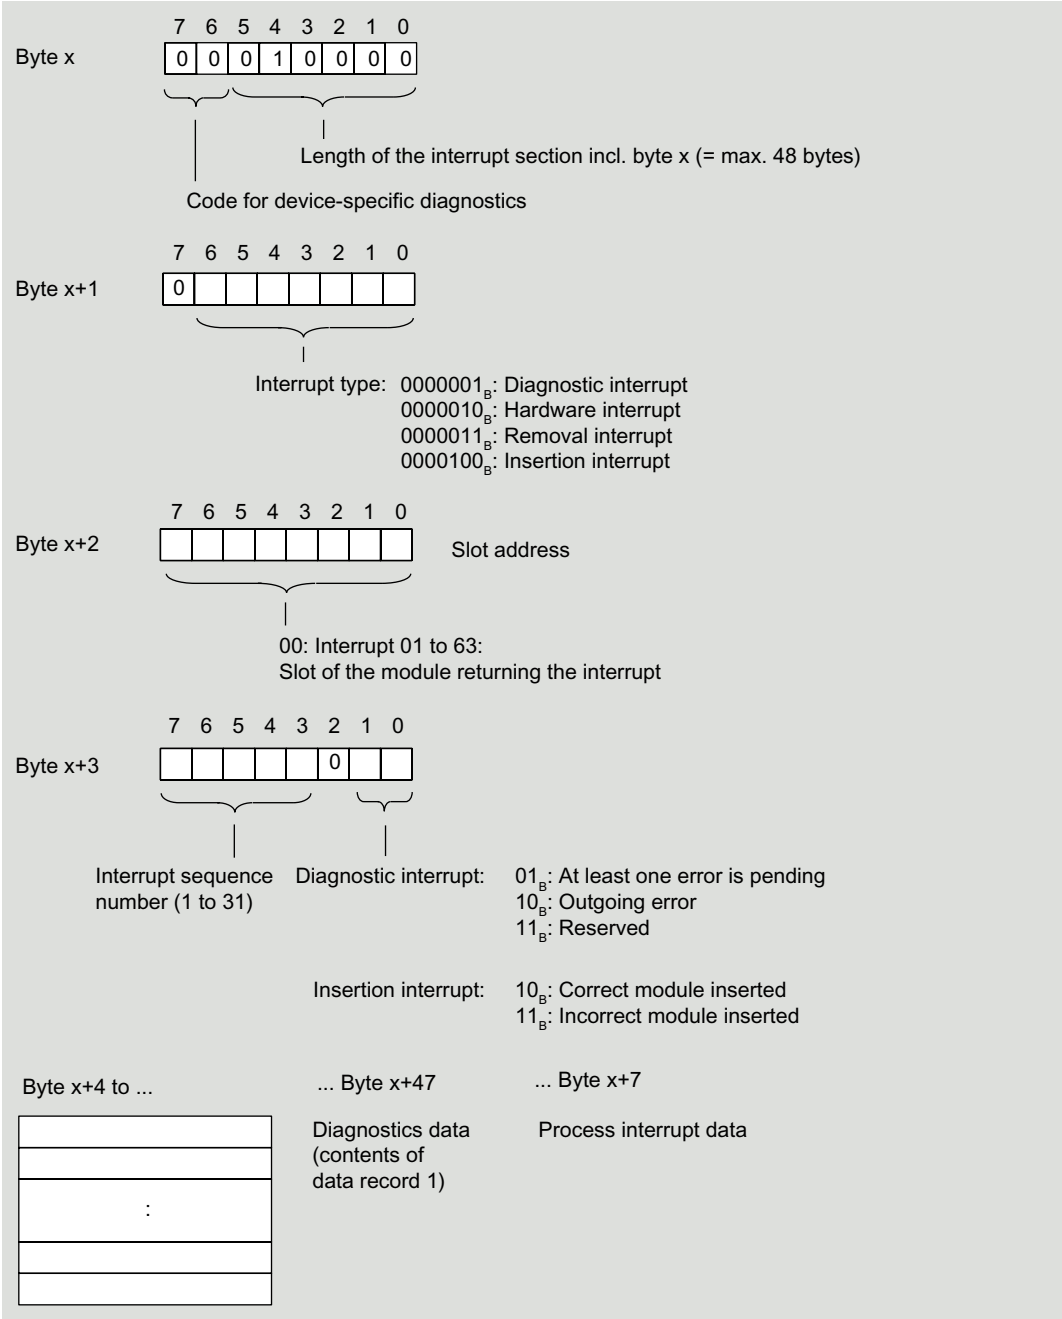 7 6 5 4 3 2 1 0
Byte x 0 0 0 1 0 0 0 0
Length of the interrupt section incl. byte x (= max. 48 bytes)
Code for device-specific diagnostics
7 6 5 4 3 2 1 0
Byte x+1 0
Interrupt type: 0000001B: Diagnostic interrupt
0000010B: Hardware interrupt
0000011B: Removal interrupt
0000100B: Insertion interrupt
7 6 5 4 3 2 1 0
Byte x+2 Slot address
00: Interrupt 01 to 63:
Slot of the module returning the interrupt
7 6 5 4 3 2 1 0
Byte x+3 0
Interrupt sequence Diagnostic interrupt: 01B: At least one error is pending
number (1 to 31) 10B: Outgoing error
11B: Reserved
Insertion interrupt: 10B: Correct module inserted
11B: Incorrect module inserted
Byte x+4 to ... ... Byte x+47 ... Byte x+7
Diagnostics data Process interrupt data
(contents of
data record 1)
: